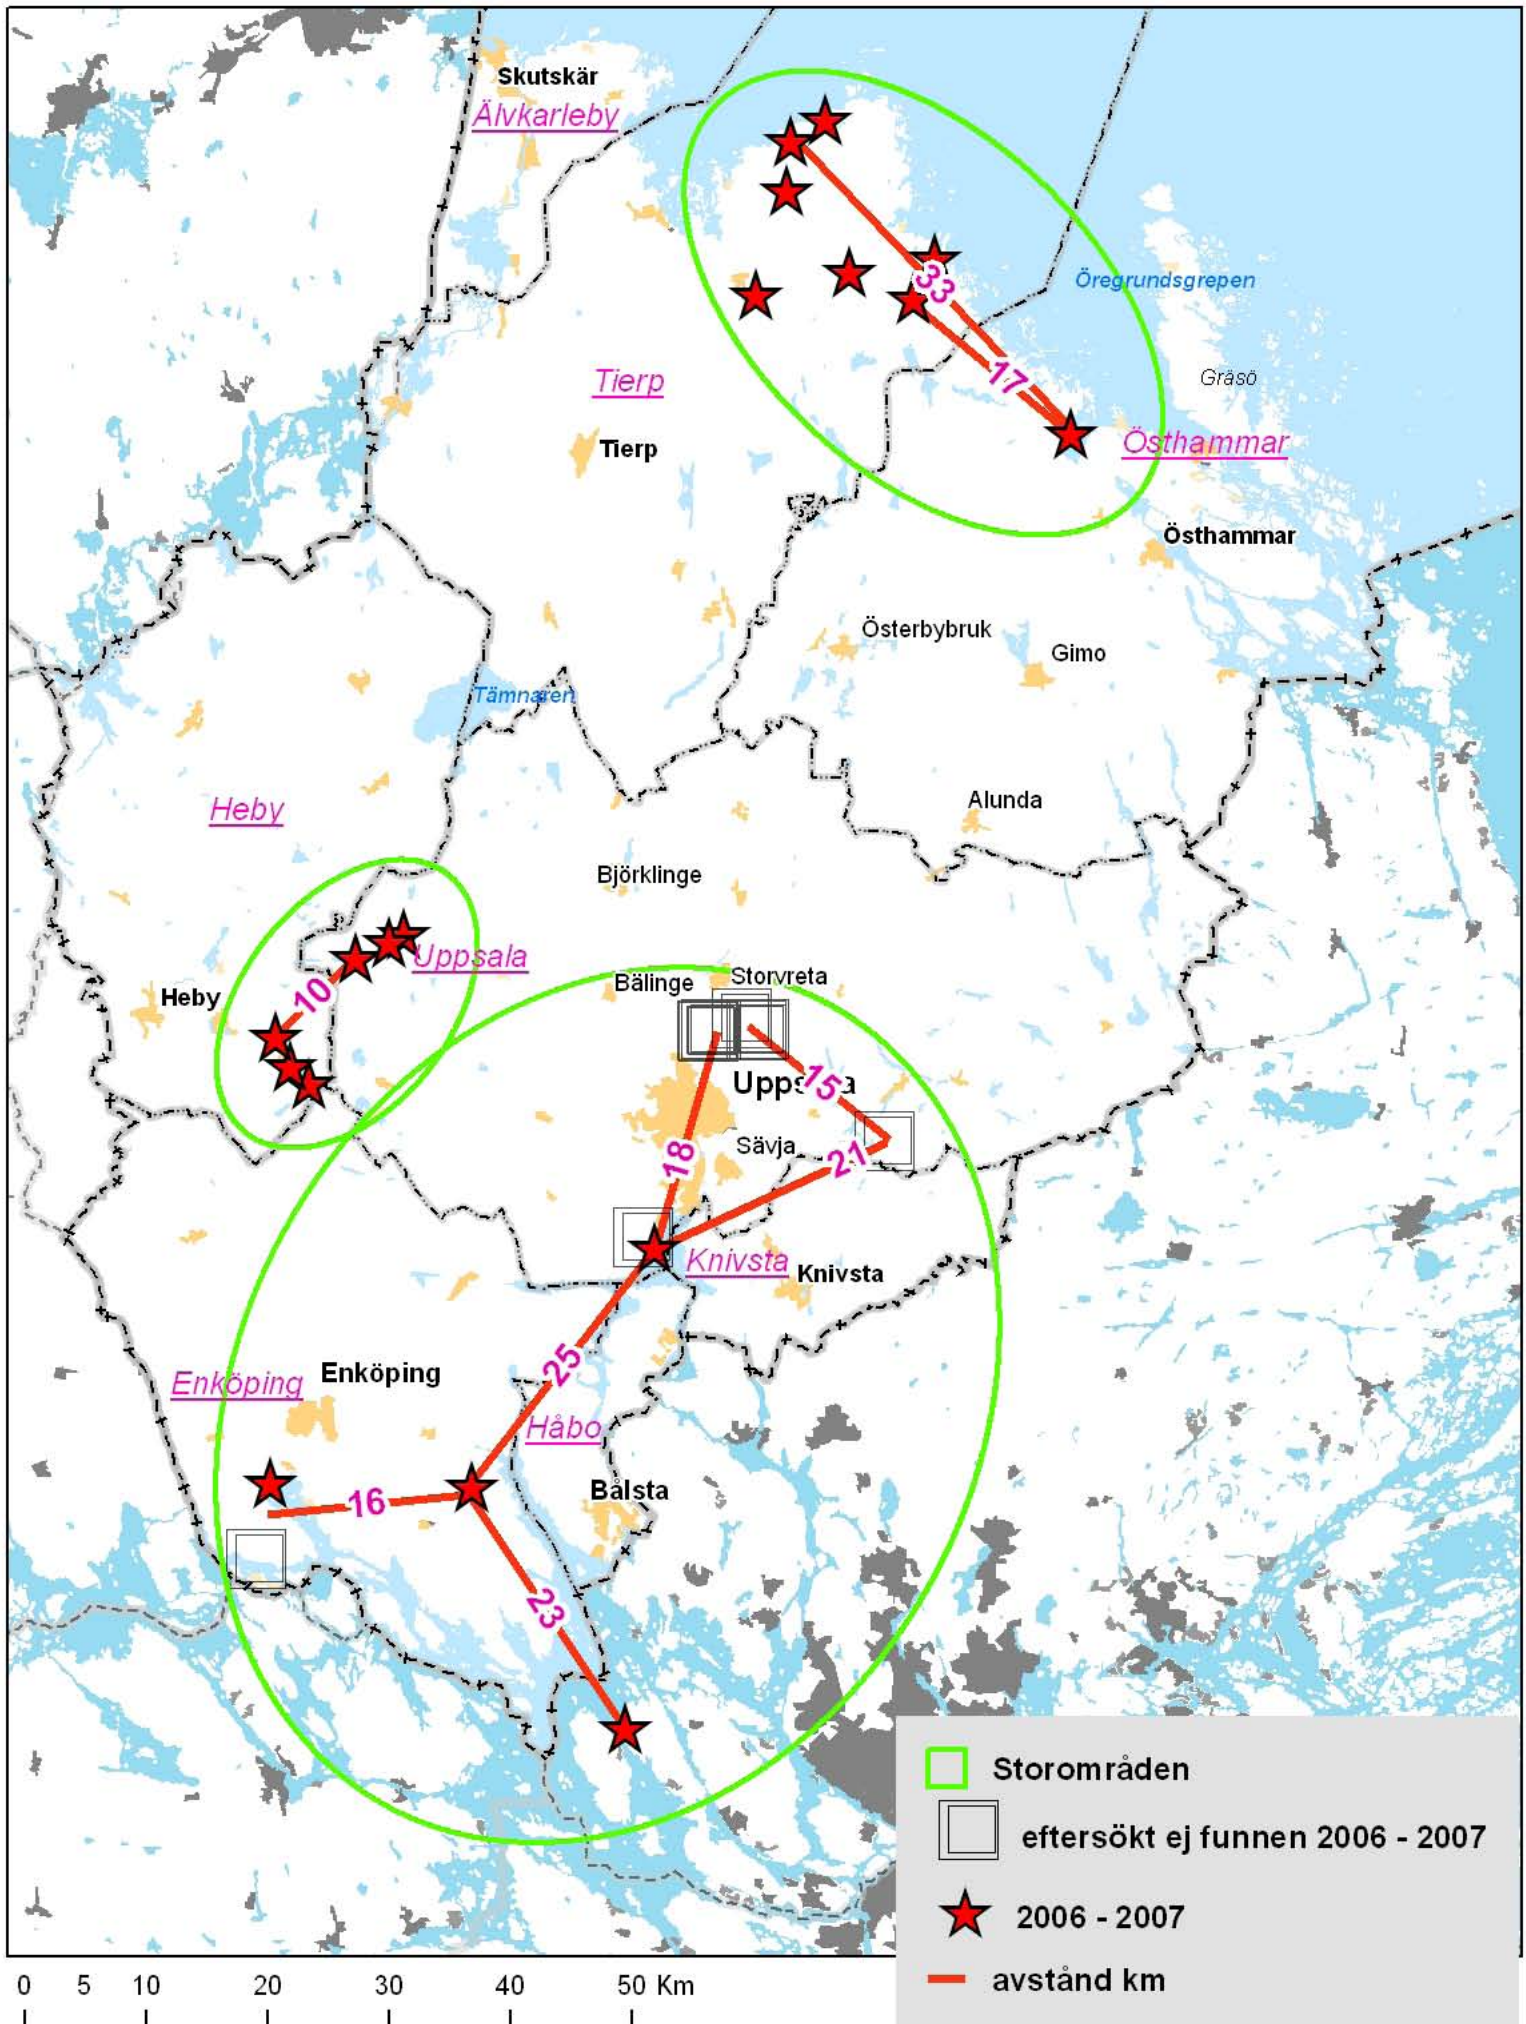 Skutskär
Älvkarleby
33
Öregrundsgrepen
Tierp
17
Gräsö
Tierp
Östhammar
Östhammar
Österbybruk
Gimo
Tämnaren
Heby
Alunda
Björklinge
Uppsala
10
Heby
Bälinge
Storvreta
15
Uppsala
18
Sävja
21
Knivsta
Knivsta
25
Enköping
Enköping
Håbo
16
Bålsta
23
Storområden
eftersökt ej funnen 2006 - 2007
2006 - 2007
avstånd km
0 5 10 20 30 40 50 Km